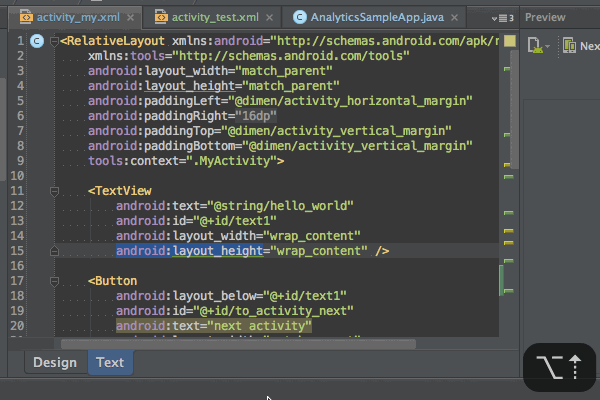 activity_my.xml activity_test.xml AnalyticsSampleApp.java 3 Preview
1 C <RelativeLayout xmlns:android="http://schemas.android.com/apk/r
2 xmlns:tools="http://schemas.android.com/tools"
3 android:layout_width="match_parent"
4 android:layout_height="match_parent"
5 android:paddingLeft="@dimen/activity_horizontal_margin"
6 android:paddingRight="16dp"
7 android:paddingTop="@dimen/activity_vertical_margin"
8 android:paddingBottom="@dimen/activity_vertical_margin"
9 tools:context=".MyActivity">
10
11 <TextView
12 android:text="@string/hello_world"
13 android:id="@+id/text1"
14 android:layout_width="wrap_content"
15 android:layout_height="wrap_content" />
16
17 <Button
18 android:layout_below="@+id/text1"
19 android:id="@+id/to_activity_next"
20 android:text="next activity"
Design Text
Nex